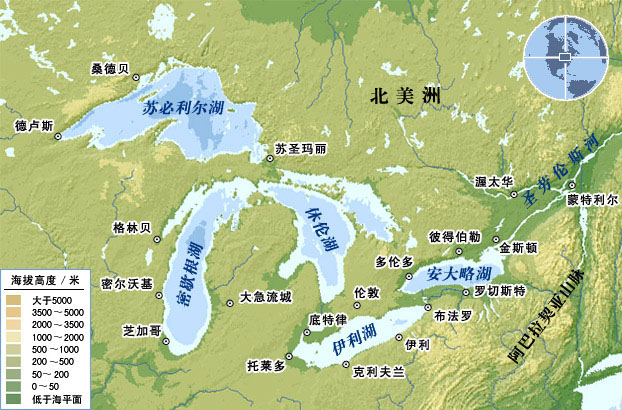 桑德贝
苏必利尔湖
北美洲
德卢斯
苏圣玛丽
渥太华
圣劳伦斯河
蒙特利尔
格林贝
休伦湖
彼得伯勒
金斯顿
密歇根湖
多伦多
安大略湖
密尔沃基
大急流城
伦敦
罗切斯特
阿巴拉契亚山脉
芝加哥
底特律
伊利湖
布法罗
伊利
托莱多
克利夫兰
海拔高度 / 米
大于5000
3500～5000
2000～3500
1000～2000
500～1000
200～500
50～200
0～50
低于海平面